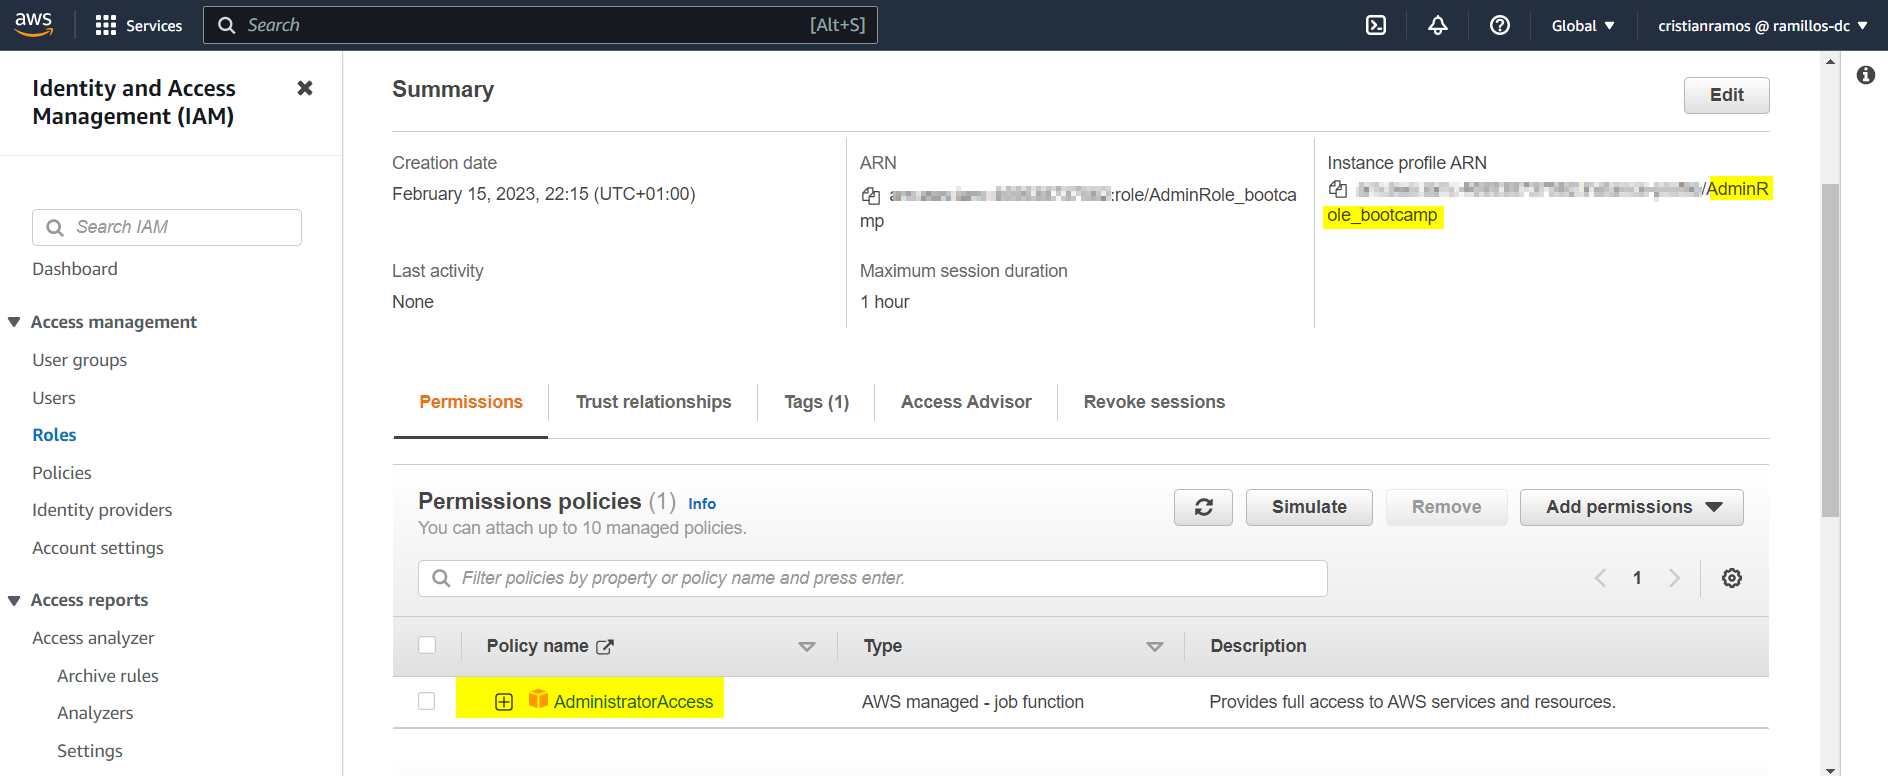 aws
Services
Search
[Alt+S]
Global
cristianramos @ ramillos-dc
Identity and Access
Management (IAM)
Search IAM
Dashboard
Access management
User groups
Users
Roles
Policies
Identity providers
Account settings
Access reports
Access analyzer
Archive rules
Analyzers
Settings
Summary
Edit
Creation date
February 15, 2023, 22:15 (UTC+01:00)
ARN
:role/AdminRole_bootca
mp
Instance profile ARN
/AdminR
ole_bootcamp
Last activity
None
Maximum session duration
1 hour
Permissions
Trust relationships
Tags (1)
Access Advisor
Revoke sessions
Permissions policies (1) Info
You can attach up to 10 managed policies.
Simulate
Remove
Add permissions
Filter policies by property or policy name and press enter.
1
Policy name
Type
Description
AdministratorAccess
AWS managed - job function
Provides full access to AWS services and resources.